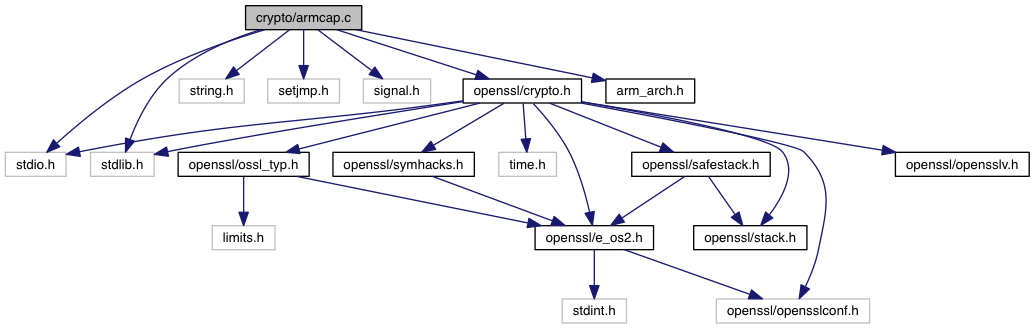 crypto/armcap.c
string.h
setjmp.h
signal.h
openssl/crypto.h
arm_arch.h
stdio.h
stdlib.h
openssl/ossl_typ.h
openssl/symhacks.h
time.h
openssl/safestack.h
openssl/opensslv.h
limits.h
openssl/e_os2.h
openssl/stack.h
stdint.h
openssl/opensslconf.h